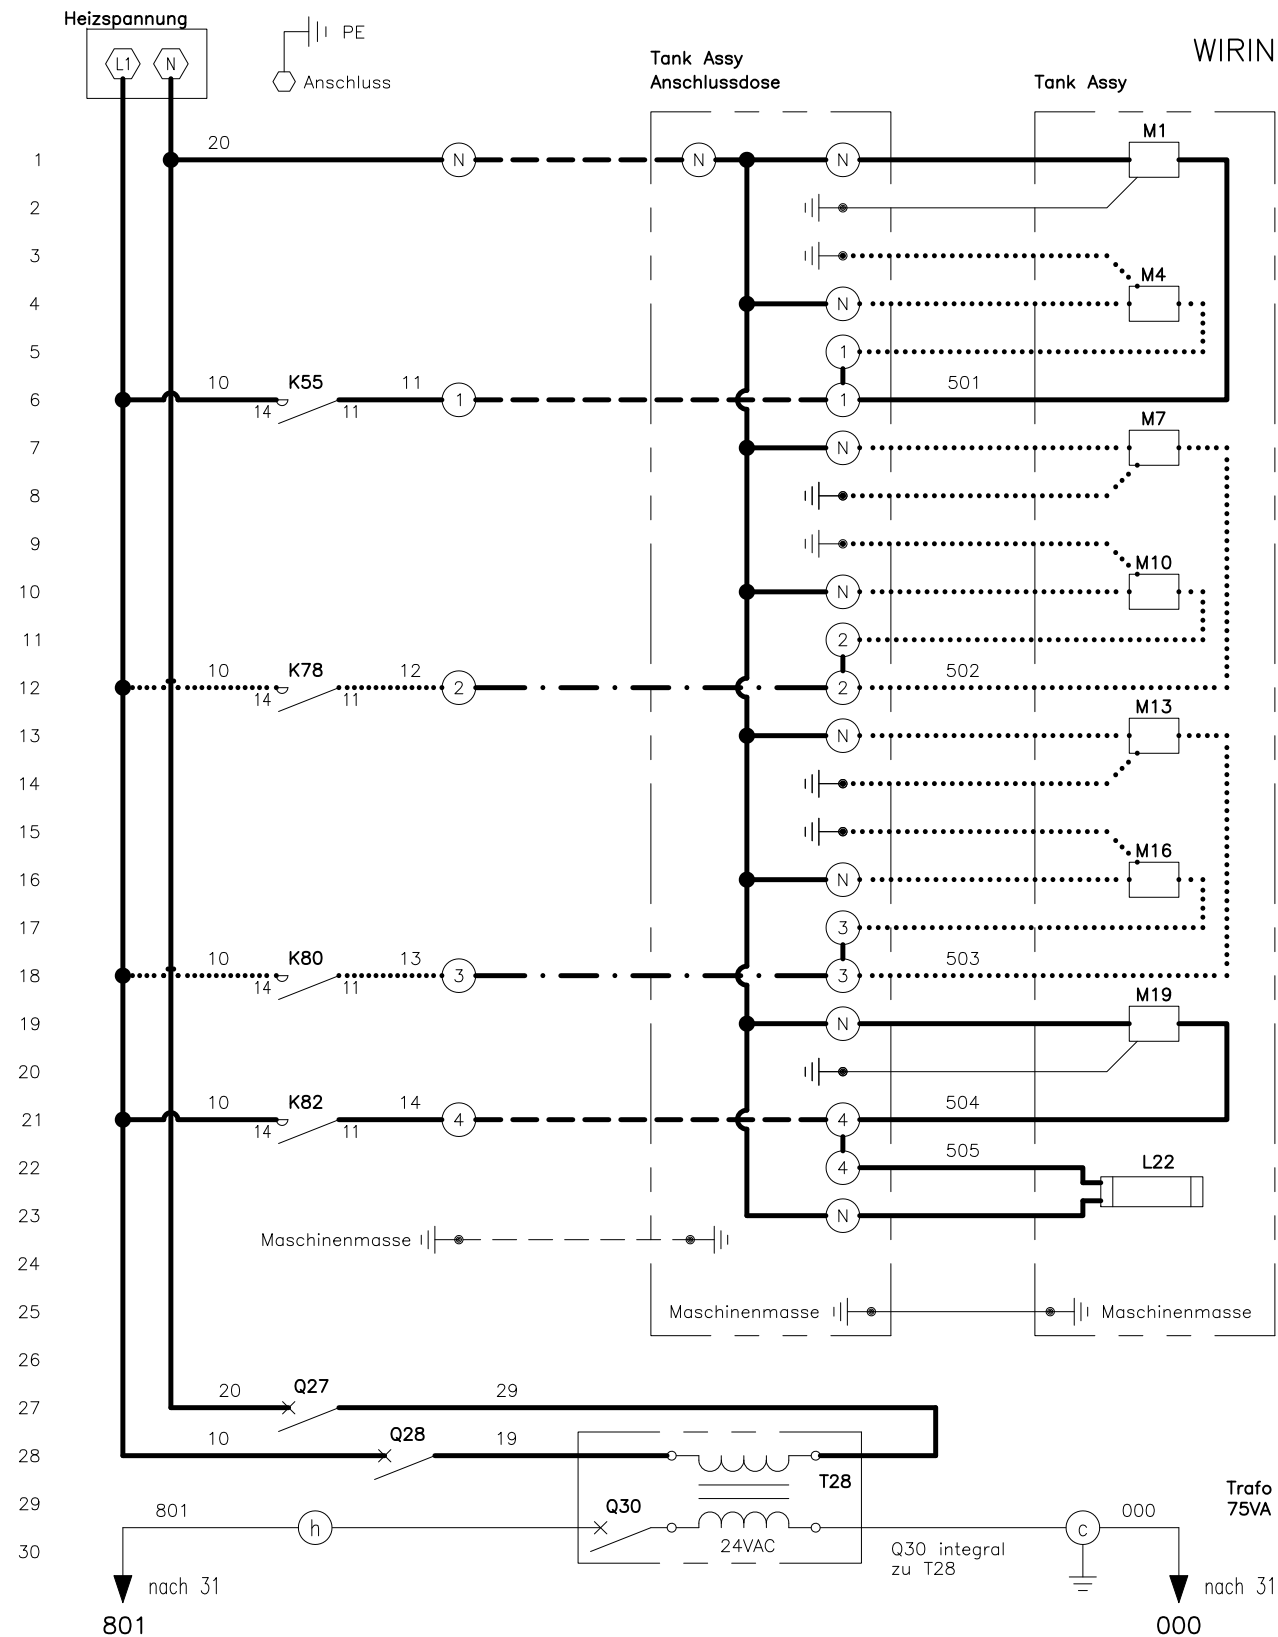 Heizspannung
L1 N
PE
Anschluss
WIRIN
Tank Assy
Anschlussdose
Tank Assy
M1
1 20 N N N
2
3
M4
4 N
5 1
6 10 K55 11 1 1 501
14 11
M7
7 N
8
9
M10
10 N
11 2
12 10 K78 12 2 2 502
14 11
M13
13 N
14
15
M16
16 N
17 3
18 10 K80 13 3 3 503
14 11
M19
19 N
20
21 10 K82 14 4 4 504
14 11
22 4 505 L22
23 N
Maschinenmasse
24
25 Maschinenmasse Maschinenmasse
26
27 20 Q27 29
28 10 Q28 19
T28
Trafo
75VA
29 801 h Q30 c 000
24VAC
30
Q30 integral
zu T28
nach 31 nach 31
801 000